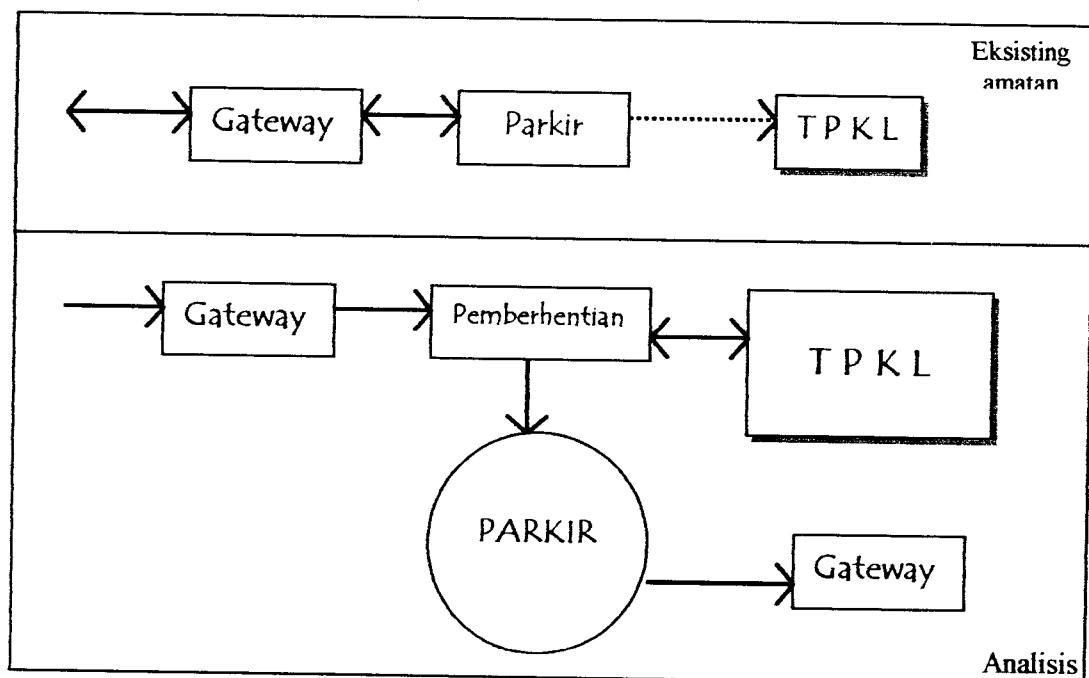 Eksisting
amatan
Gateway
Parkir
T P K L
Gateway
Pemberhentian
T P K L
PARKIR
Gateway
Analisis